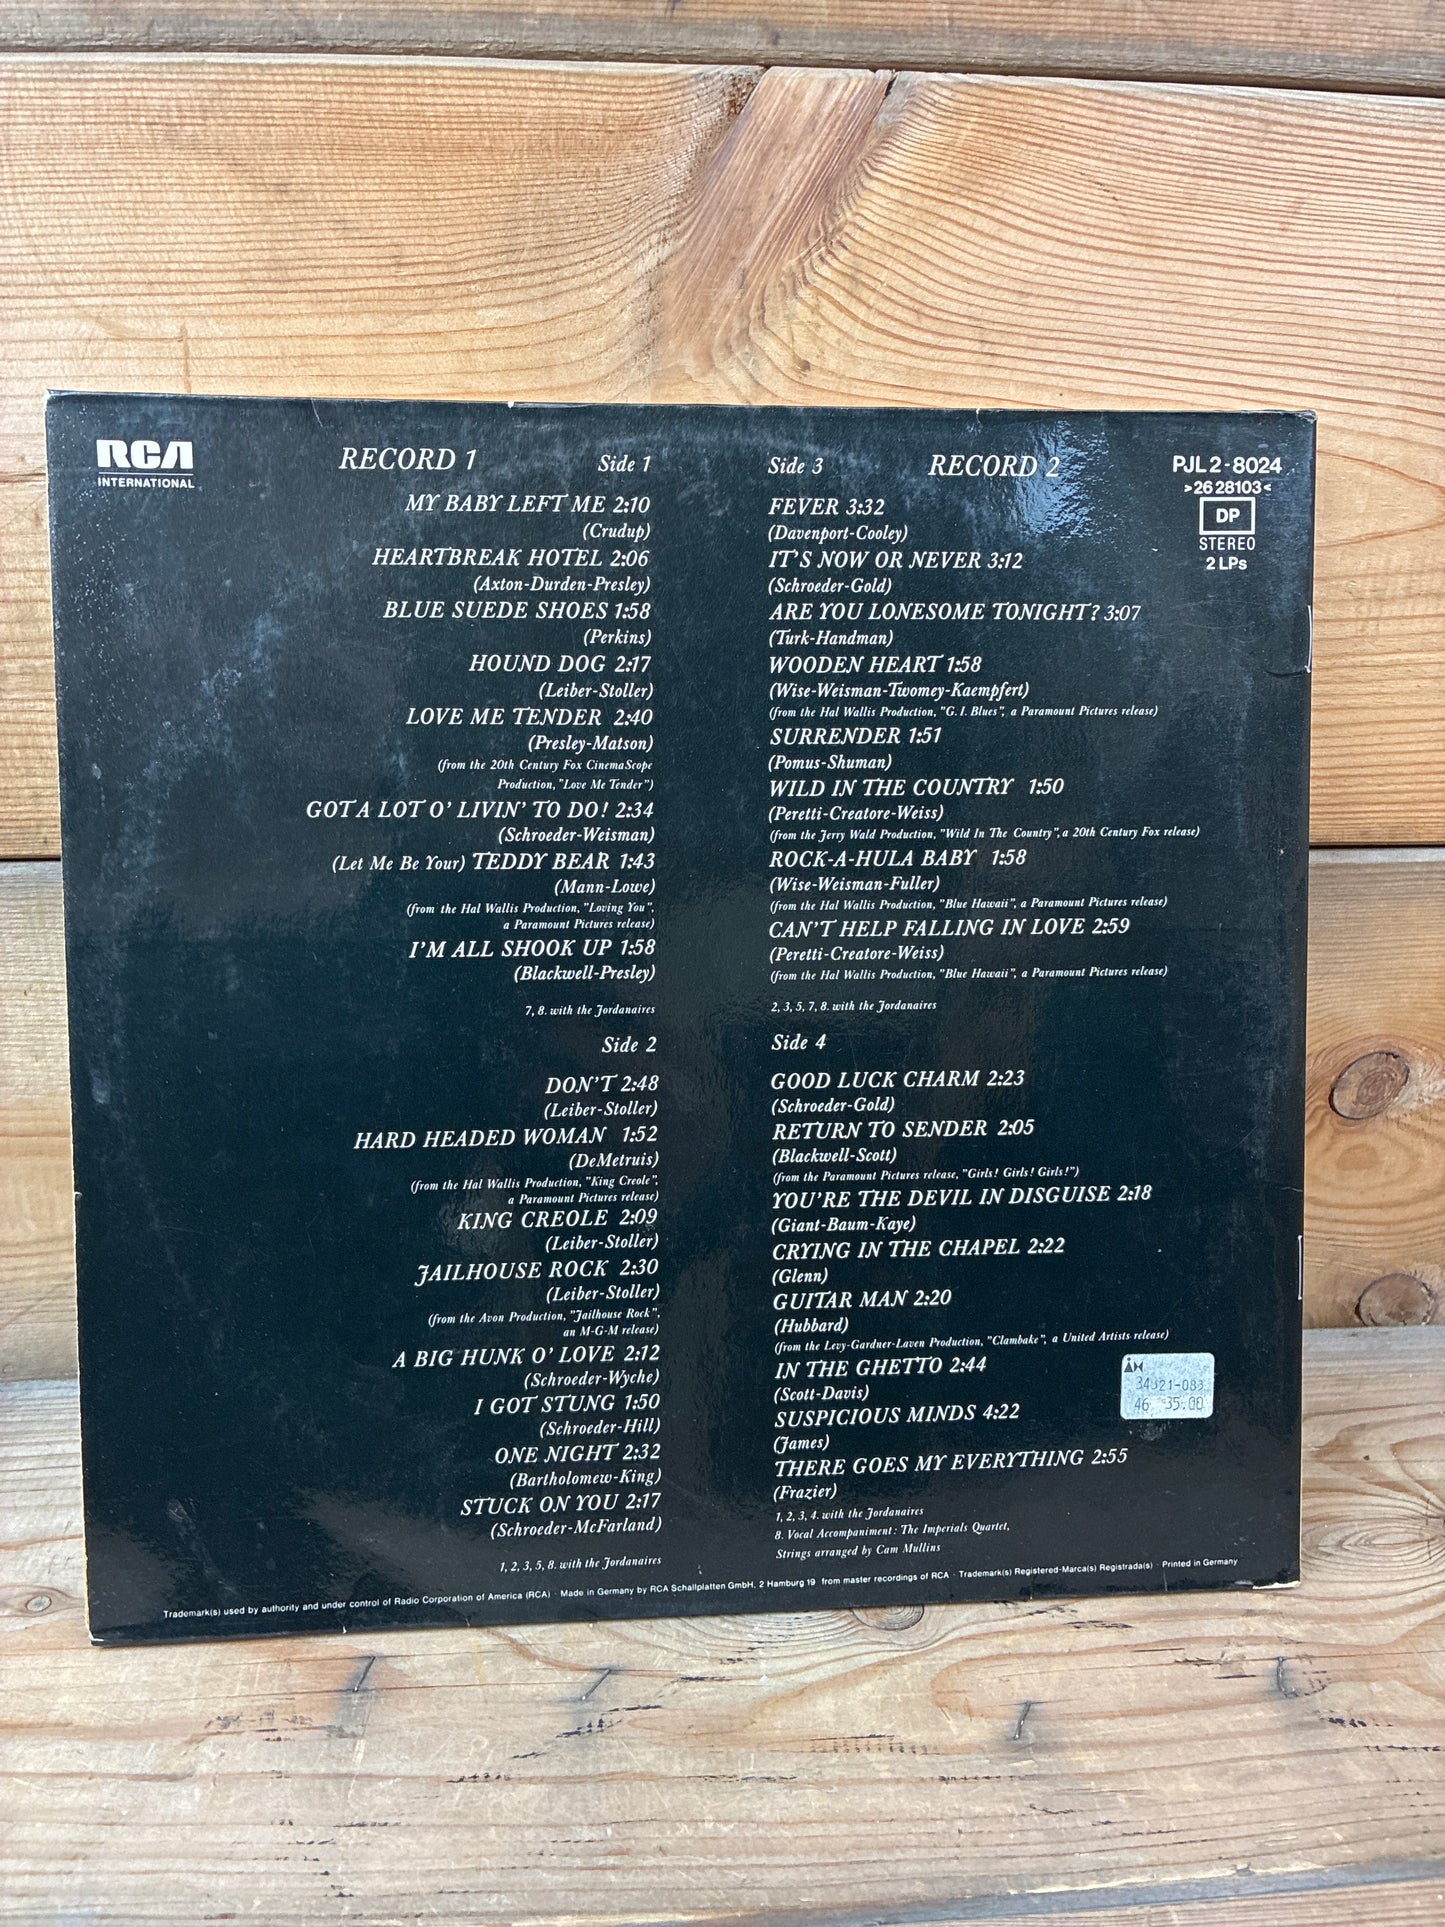 RCA
INTERNATIONAL
RECORD 1
Side 1
MY BABY LEFT ME 2:10
(Crudup)
HEARTBREAK HOTEL 2:06
(Axton-Durden-Presley)
BLUE SUEDE SHOES 1:58
(Perkins)
HOUND DOG 2:17
(Leiber-Stoller)
LOVE ME TENDER 2:40
(Presley-Matson)
(from the 20th Century Fox CinemaScope
Production, "Love Me Tender")
GOT A LOT O' LIVIN' TO DO! 2:34
(Schroeder-Weisman)
(Let Me Be Your) TEDDY BEAR 1:43
(Mann-Lowe)
(from the Hal Wallis Production, "Loving You",
a Paramount Pictures release)
I'M ALL SHOOK UP 1:58
(Blackwell-Presley)
7, 8. with the Jordanaires
Side 2
DON'T 2:48
(Leiber-Stoller)
HARD HEADED WOMAN 1:52
(DeMetruis)
(from the Hal Wallis Production, "King Creole",
a Paramount Pictures release)
KING CREOLE 2:09
(Leiber-Stoller)
JAILHOUSE ROCK 2:30
(Leiber-Stoller)
(from the Avon Production, "Jailhouse Rock",
an M-G-M release)
A BIG HUNK O' LOVE 2:12
(Schroeder-Wyche)
I GOT STUNG 1:50
(Schroeder-Hill)
ONE NIGHT 2:32
(Bartholomew-King)
STUCK ON YOU 2:17
(Schroeder-McFarland)
1, 2, 3, 5, 8. with the Jordanaires
Side 3
RECORD 2
FEVER 3:32
(Davenport-Cooley)
IT'S NOW OR NEVER 3:12
(Schroeder-Gold)
ARE YOU LONESOME TONIGHT? 3:07
(Turk-Handman)
WOODEN HEART 1:58
(Wise-Weisman-Twomey-Kaempfert)
(from the Hal Wallis Production, "G. I. Blues", a Paramount Pictures release)
SURRENDER 1:51
(Pomus-Shuman)
WILD IN THE COUNTRY 1:50
(Peretti-Creatore-Weiss)
(from the Jerry Wald Production, "Wild In The Country", a 20th Century Fox release)
ROCK-A-HULA BABY 1:58
(Wise-Weisman-Fuller)
(from the Hal Wallis Production, "Blue Hawaii", a Paramount Pictures release)
CAN'T HELP FALLING IN LOVE 2:59
(Peretti-Creatore-Weiss)
(from the Hal Wallis Production, "Blue Hawaii", a Paramount Pictures release)
2, 3, 5, 7, 8. with the Jordanaires
Side 4
GOOD LUCK CHARM 2:23
(Schroeder-Gold)
RETURN TO SENDER 2:05
(Blackwell-Scott)
(from the Paramount Pictures release, "Girls! Girls! Girls!")
YOU'RE THE DEVIL IN DISGUISE 2:18
(Giant-Baum-Kaye)
CRYING IN THE CHAPEL 2:22
(Glenn)
GUITAR MAN 2:20
(Hubbard)
(from the Levy-Gardner-Laven Production, "Clambake", a United Artists release)
IN THE GHETTO 2:44
(Scott-Davis)
SUSPICIOUS MINDS 4:22
(James)
THERE GOES MY EVERYTHING 2:55
(Frazier)
1, 2, 3, 4. with the Jordanaires
8. Vocal Accompaniment: The Imperials Quartet,
Strings arranged by Cam Mullins
PJL 2-8024
>26 28103<
DP
STEREO
2 LPs
46 35.00
Trademark(s) used by authority and under control of Radio Corporation of America (RCA) · Made in Germany by RCA Schallplatten GmbH, 2 Hamburg 19 from master recordings of RCA · Trademark(s) Registered-Marca(s) Registrada(s) · Printed in Germany